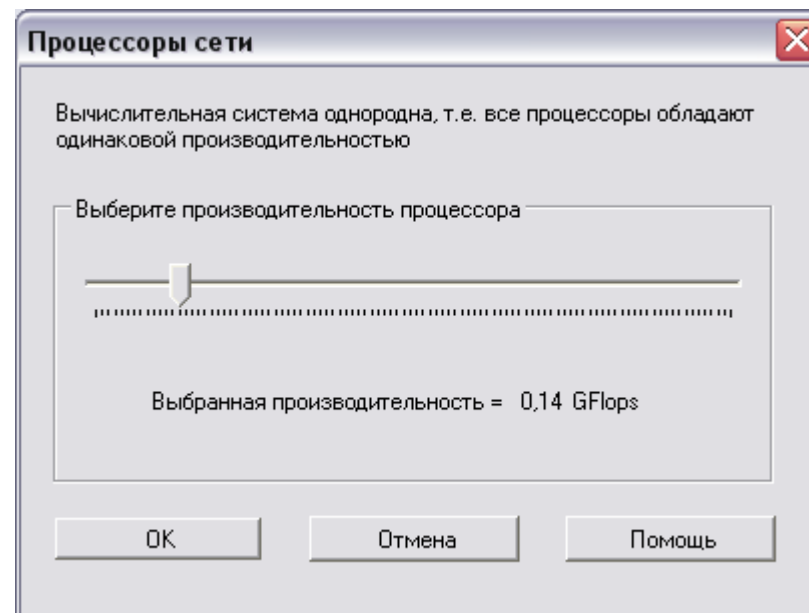 Процессоры сети
Вычислительная система однородна, т.е. все процессоры обладают
одинаковой производительностью
Выберите производительность процессора
Выбранная производительность = 0,14 GFlops
OK Отмена Помощь